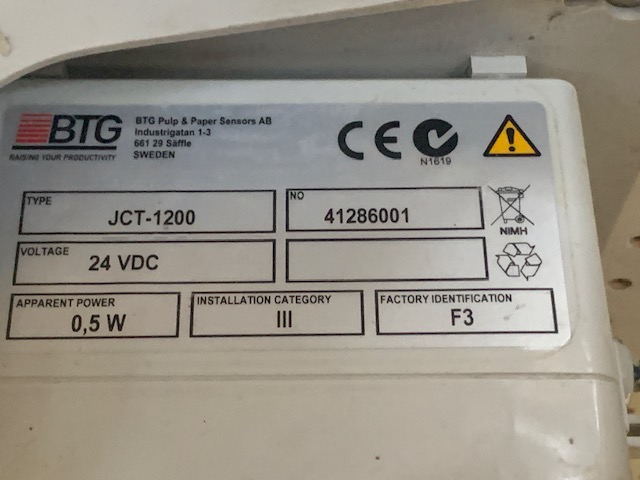 BTG
RAISING YOUR PRODUCTIVITY
BTG Pulp & Paper Sensors AB
Industrigatan 1-3
661 29 Säffle
SWEDEN
CE
N1619
TYPE
JCT-1200
NO
41286001
NIMH
VOLTAGE
24 VDC
APPARENT POWER
0,5 W
INSTALLATION CATEGORY
III
FACTORY IDENTIFICATION
F3